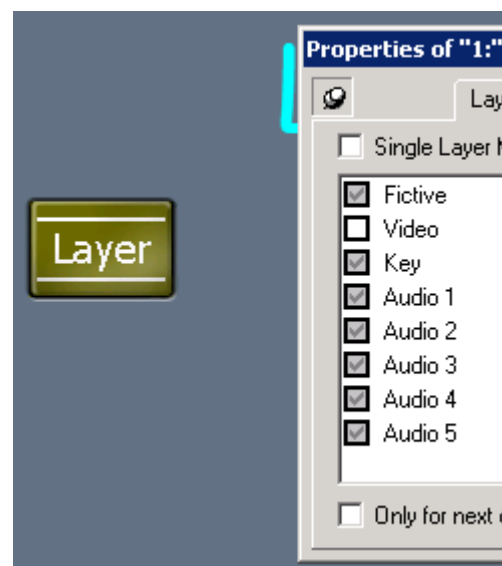 Properties of "1:"
Lay
Single Layer
Fictive
Video
Layer
Key
Audio 1
Audio 2
Audio 3
Audio 4
Audio 5
Only for next